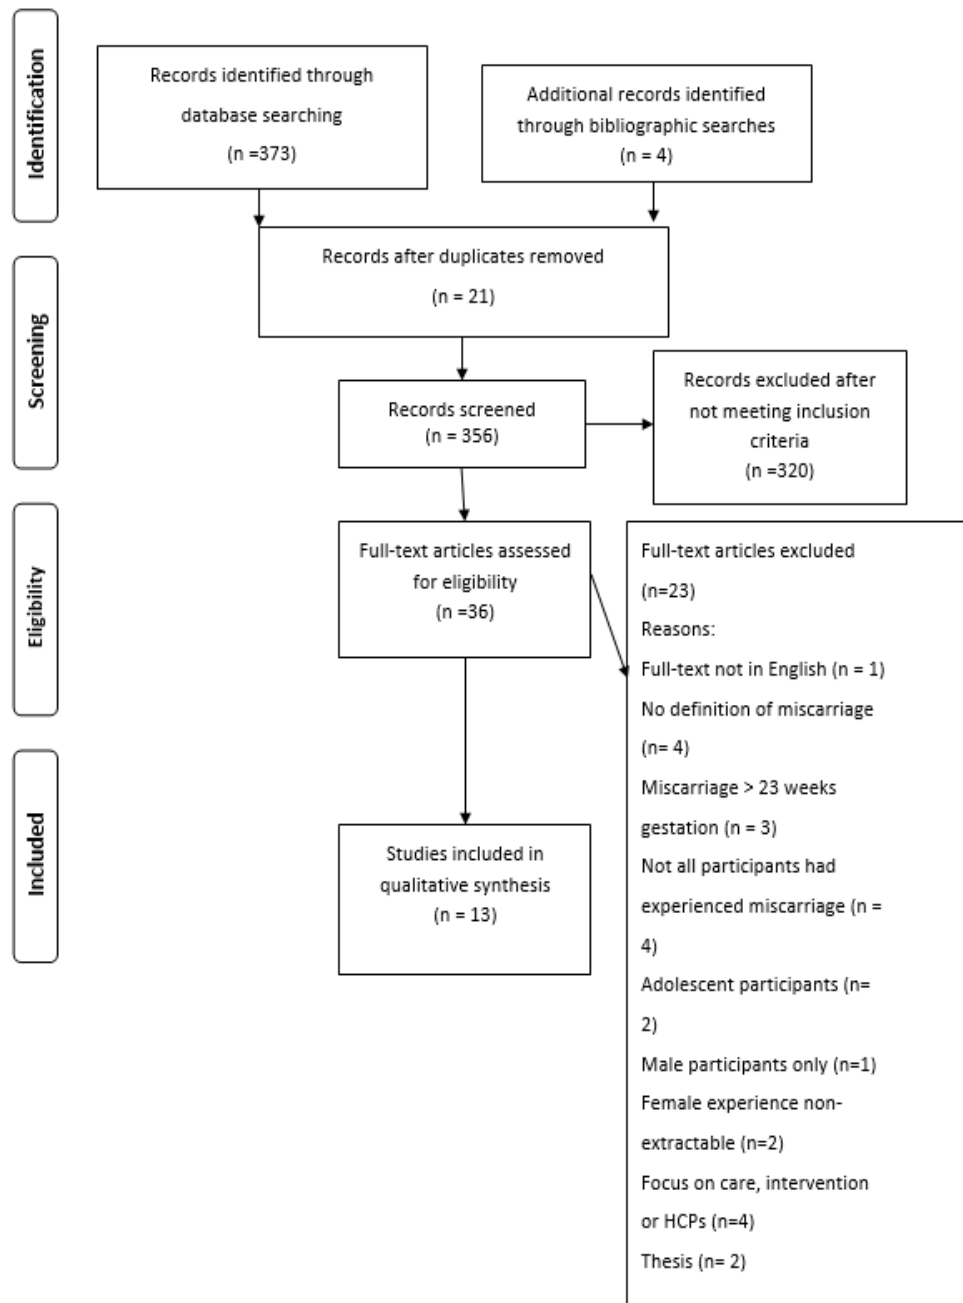 Identification
Records identified through
database searching
(n =373)
Additional records identified
through bibliographic searches
(n = 4)
Records after duplicates removed
(n = 21)
Screening
Records screened
(n = 356)
Records excluded after
not meeting inclusion
criteria
(n =320)
Eligibility
Full-text articles assessed
for eligibility
(n =36)
Full-text articles excluded
(n=23)
Reasons:
Full-text not in English (n = 1)
No definition of miscarriage
(n= 4)
Miscarriage > 23 weeks
gestation (n = 3)
Not all participants had
experienced miscarriage (n =
4)
Adolescent participants (n=
2)
Male participants only (n=1)
Female experience non-
extractable (n=2)
Focus on care, intervention
or HCPs (n=4)
Thesis (n= 2)
Included
Studies included in
qualitative synthesis
(n = 13)